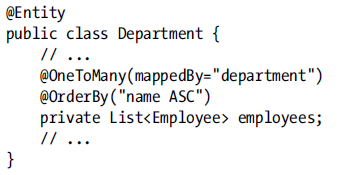 @Entity
public class Department {
    // ...
    @OneToMany(mappedBy="department")
    @OrderBy("name ASC")
    private List<Employee> employees;
    // ...
}